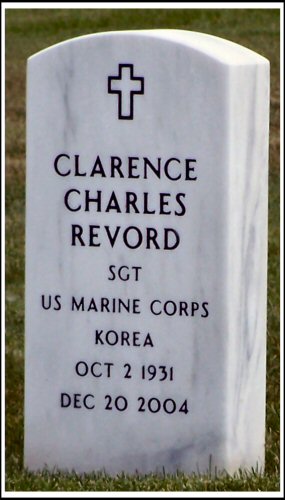 CLARENCE
CHARLES
REVORD
SGT
US MARINE CORPS
KOREA
OCT 2 1931
DEC 20 2004